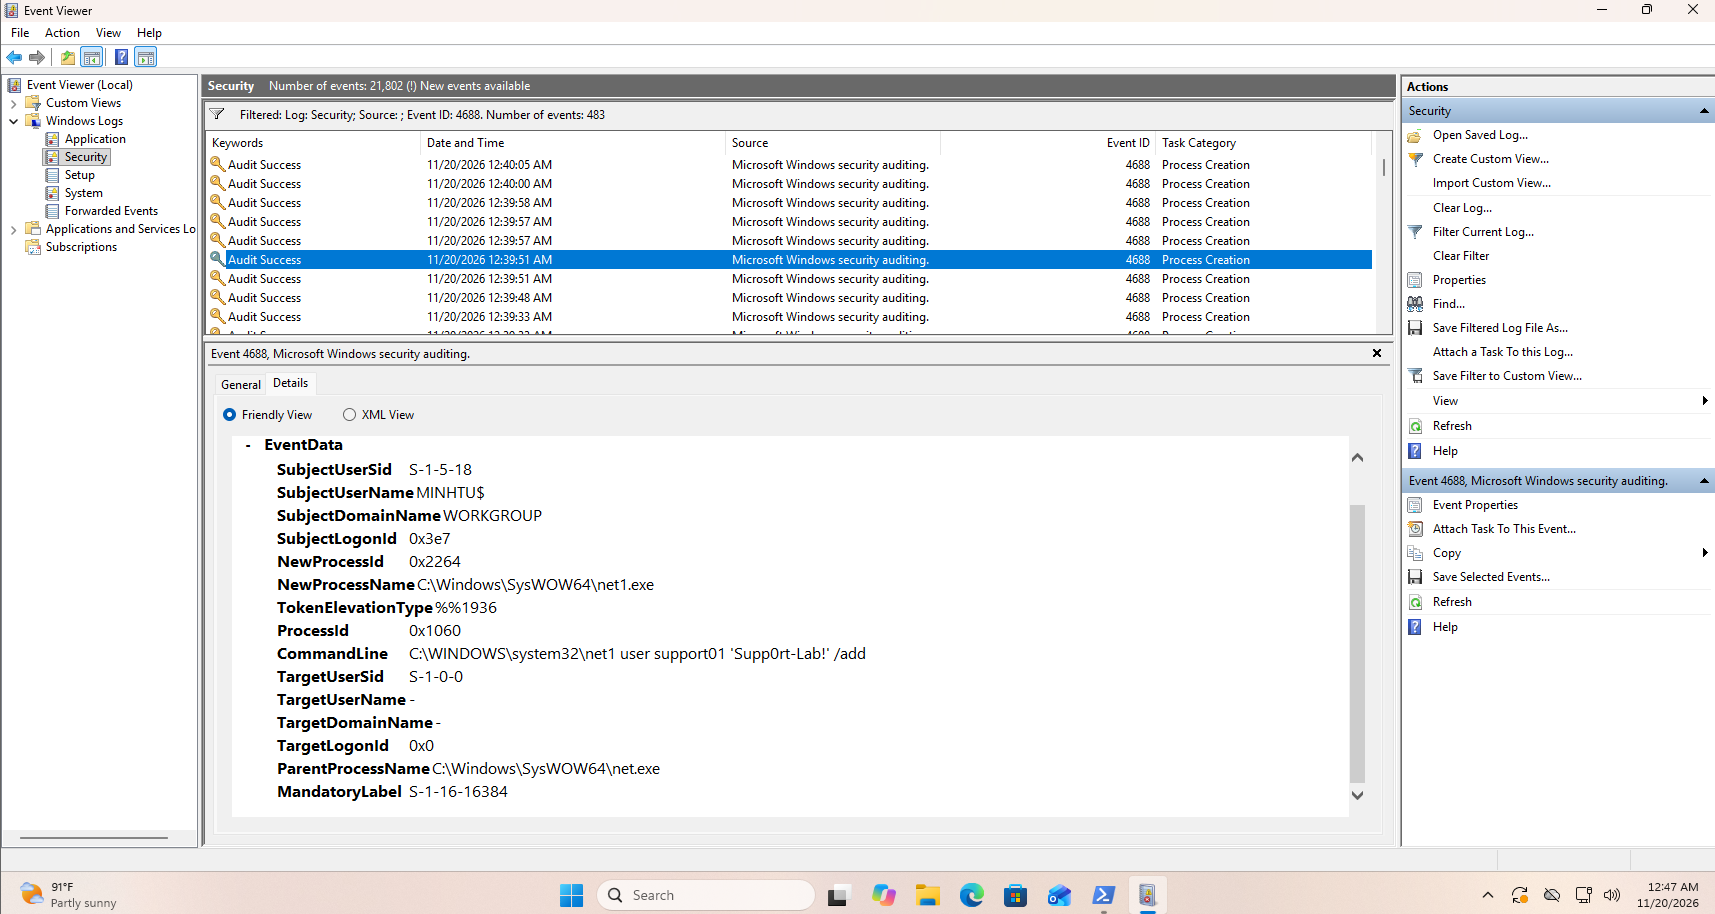 Event Viewer
File Action View Help
Event Viewer (Local)
Custom Views
Windows Logs
Application
Security
Setup
System
Forwarded Events
Applications and Services Lo
Subscriptions
Security Number of events: 21,802 (!) New events available
Filtered: Log: Security; Source: ; Event ID: 4688. Number of events: 483
Keywords Date and Time Source Event ID Task Category
Audit Success 11/20/2026 12:40:05 AM Microsoft Windows security auditing. 4688 Process Creation
Audit Success 11/20/2026 12:40:00 AM Microsoft Windows security auditing. 4688 Process Creation
Audit Success 11/20/2026 12:39:58 AM Microsoft Windows security auditing. 4688 Process Creation
Audit Success 11/20/2026 12:39:57 AM Microsoft Windows security auditing. 4688 Process Creation
Audit Success 11/20/2026 12:39:57 AM Microsoft Windows security auditing. 4688 Process Creation
Audit Success 11/20/2026 12:39:51 AM Microsoft Windows security auditing. 4688 Process Creation
Audit Success 11/20/2026 12:39:51 AM Microsoft Windows security auditing. 4688 Process Creation
Audit Success 11/20/2026 12:39:48 AM Microsoft Windows security auditing. 4688 Process Creation
Audit Success 11/20/2026 12:39:33 AM Microsoft Windows security auditing. 4688 Process Creation
Event 4688, Microsoft Windows security auditing.
General Details
Friendly View XML View
- EventData
SubjectUserSid S-1-5-18
SubjectUserName MINHTU$
SubjectDomainName WORKGROUP
SubjectLogonId 0x3e7
NewProcessId 0x2264
NewProcessName C:\Windows\SysWOW64\net1.exe
TokenElevationType %%1936
ProcessId 0x1060
CommandLine C:\WINDOWS\system32\net1 user support01 'Supp0rt-Lab!' /add
TargetUserSid S-1-0-0
TargetUserName -
TargetDomainName -
TargetLogonId 0x0
ParentProcessName C:\Windows\SysWOW64\net.exe
MandatoryLabel S-1-16-16384
Actions
Security
Open Saved Log...
Create Custom View...
Import Custom View...
Clear Log...
Filter Current Log...
Clear Filter
Properties
Find...
Save Filtered Log File As...
Attach a Task To this Log...
Save Filter to Custom View...
View
Refresh
Help
Event 4688, Microsoft Windows security auditing.
Event Properties
Attach Task To This Event...
Copy
Save Selected Events...
Refresh
Help
91°F
Partly sunny
Search
12:47 AM
11/20/2026